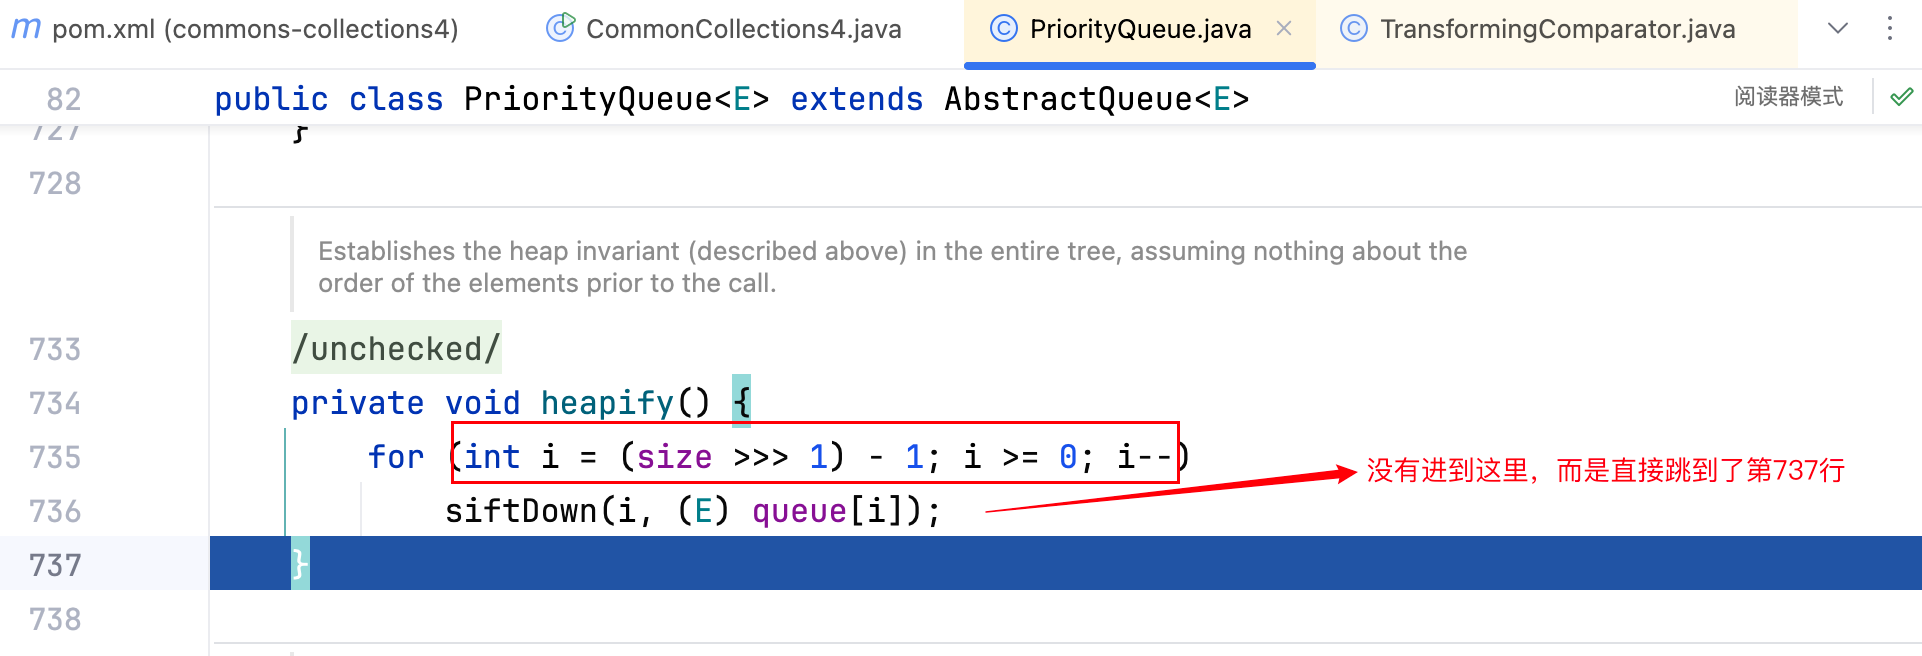 m pom.xml (commons-collections4)
CommonCollections4.java
PriorityQueue.java
TransformingComparator.java
82 public class PriorityQueue<E> extends AbstractQueue<E>
阅读器模式
727 }
728
Establishes the heap invariant (described above) in the entire tree, assuming nothing about the
order of the elements prior to the call.
733 /unchecked/
734 private void heapify() {
735 for (int i = (size >>> 1) - 1; i >= 0; i--)
没有进到这里，而是直接跳到了第737行
736 siftDown(i, (E) queue[i]);
737 }
738